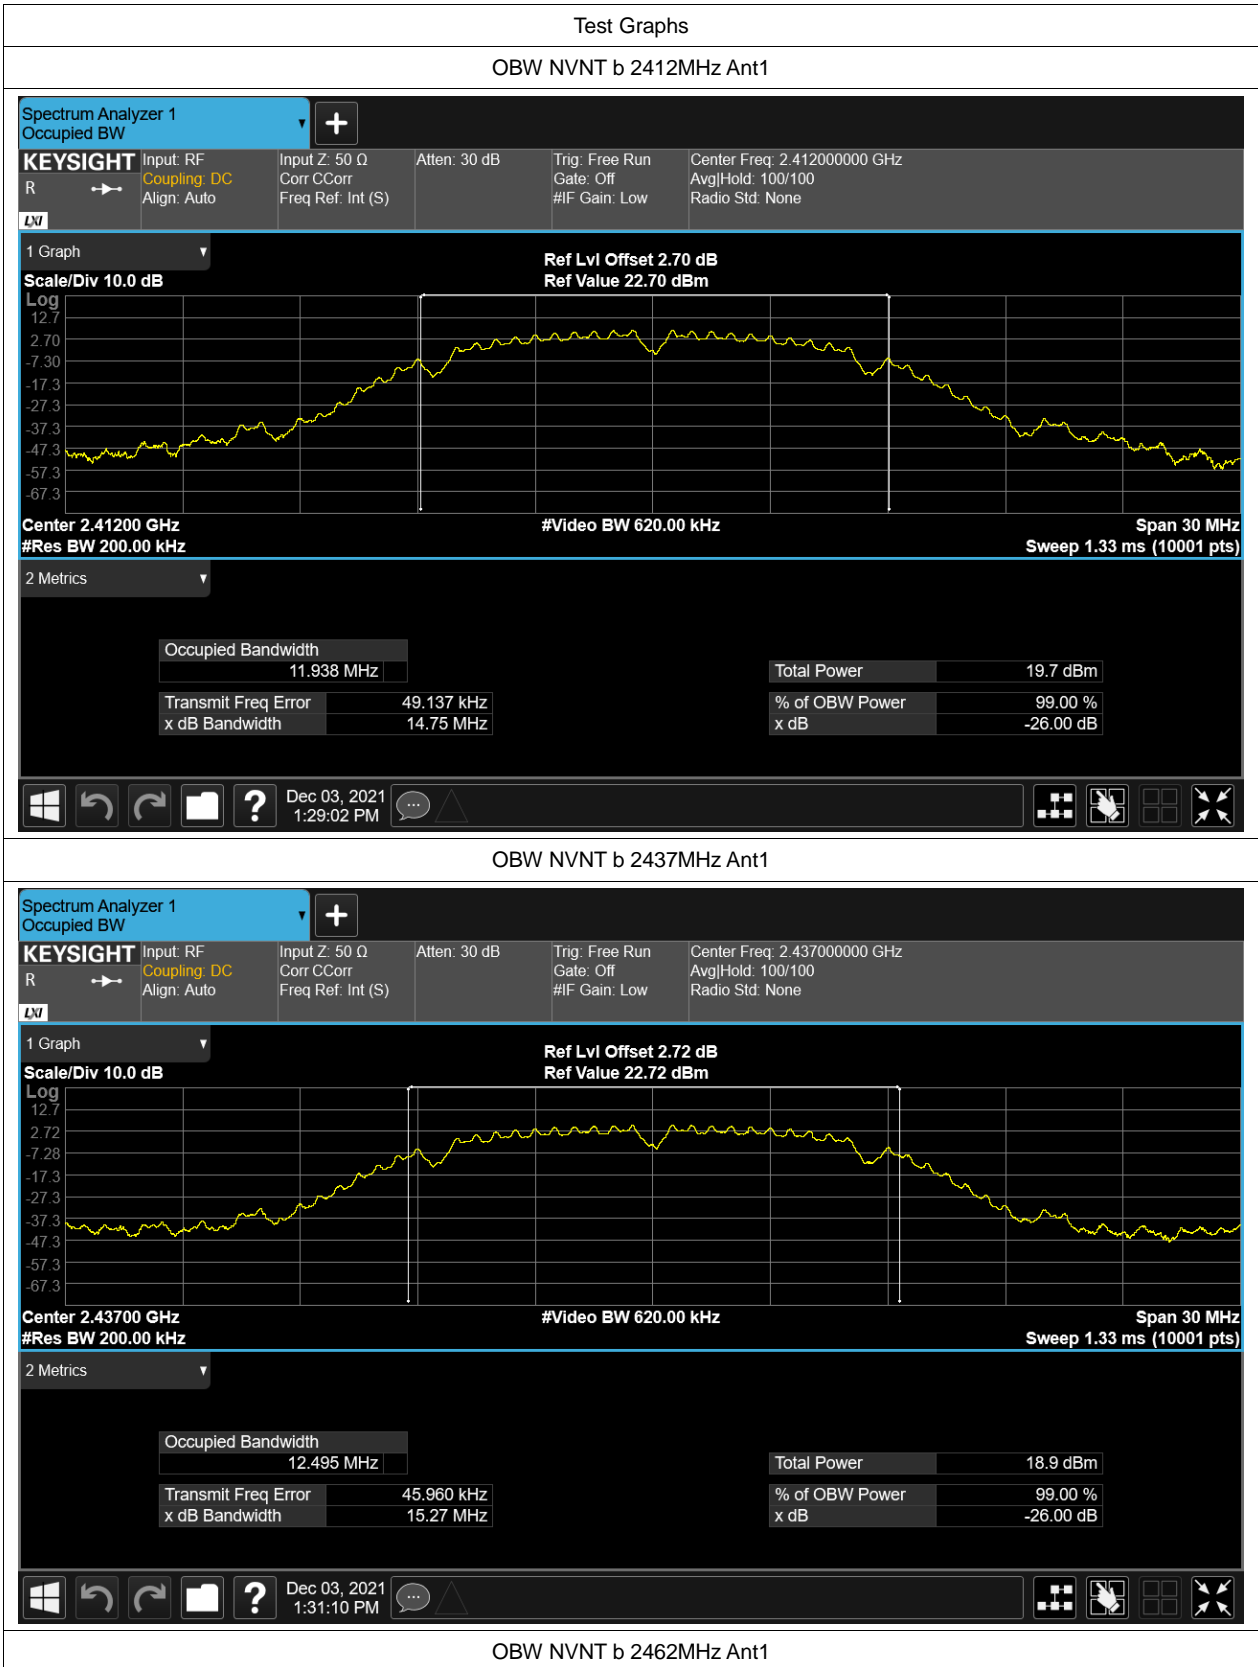 Test Graphs
OBW NVNT b 2412MHz Ant1
Spectrum Analyzer 1
Occupied BW
KEYSIGHT Input: RF Input Z: 50 Ω Atten: 30 dB Trig: Free Run Center Freq: 2.412000000 GHz
R Coupling: DC Corr CCorr Gate: Off Avg|Hold: 100/100
Align: Auto Freq Ref: Int (S) #IF Gain: Low Radio Std: None
LXI
1 Graph
Ref Lvl Offset 2.70 dB
Scale/Div 10.0 dB Ref Value 22.70 dBm
Log
12.7
2.70
-7.30
-17.3
-27.3
-37.3
-47.3
-57.3
-67.3
Center 2.41200 GHz #Video BW 620.00 kHz Span 30 MHz
#Res BW 200.00 kHz Sweep 1.33 ms (10001 pts)
2 Metrics
Occupied Bandwidth
11.938 MHz Total Power 19.7 dBm
Transmit Freq Error 49.137 kHz % of OBW Power 99.00 %
x dB Bandwidth 14.75 MHz x dB -26.00 dB
? Dec 03, 2021
1:29:02 PM
OBW NVNT b 2437MHz Ant1
Spectrum Analyzer 1
Occupied BW
KEYSIGHT Input: RF Input Z: 50 Ω Atten: 30 dB Trig: Free Run Center Freq: 2.437000000 GHz
R Coupling: DC Corr CCorr Gate: Off Avg|Hold: 100/100
Align: Auto Freq Ref: Int (S) #IF Gain: Low Radio Std: None
LXI
1 Graph
Ref Lvl Offset 2.72 dB
Scale/Div 10.0 dB Ref Value 22.72 dBm
Log
12.7
2.72
-7.28
-17.3
-27.3
-37.3
-47.3
-57.3
-67.3
Center 2.43700 GHz #Video BW 620.00 kHz Span 30 MHz
#Res BW 200.00 kHz Sweep 1.33 ms (10001 pts)
2 Metrics
Occupied Bandwidth
12.495 MHz Total Power 18.9 dBm
Transmit Freq Error 45.960 kHz % of OBW Power 99.00 %
x dB Bandwidth 15.27 MHz x dB -26.00 dB
? Dec 03, 2021
1:31:10 PM
OBW NVNT b 2462MHz Ant1